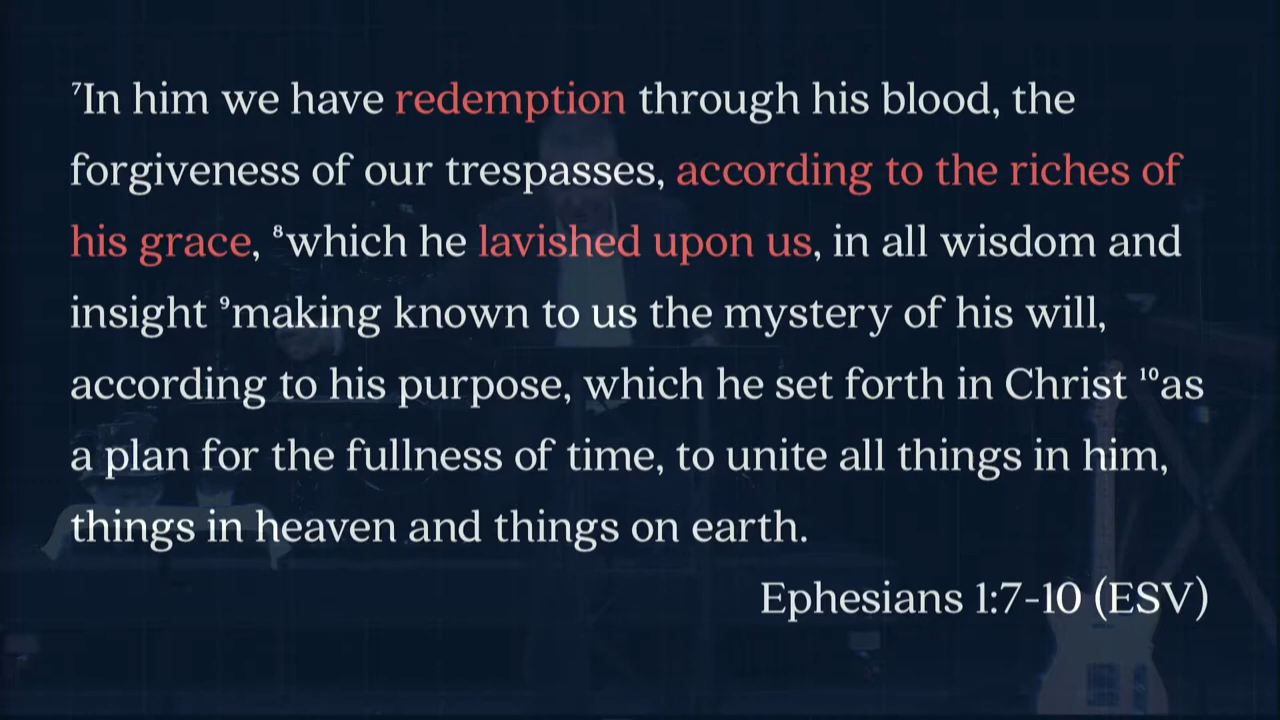 ⁷In him we have redemption through his blood, the
forgiveness of our trespasses, according to the riches of
his grace, ⁸which he lavished upon us, in all wisdom and
insight ⁹making known to us the mystery of his will,
according to his purpose, which he set forth in Christ ¹⁰as
a plan for the fullness of time, to unite all things in him,
things in heaven and things on earth.
Ephesians 1:7-10 (ESV)